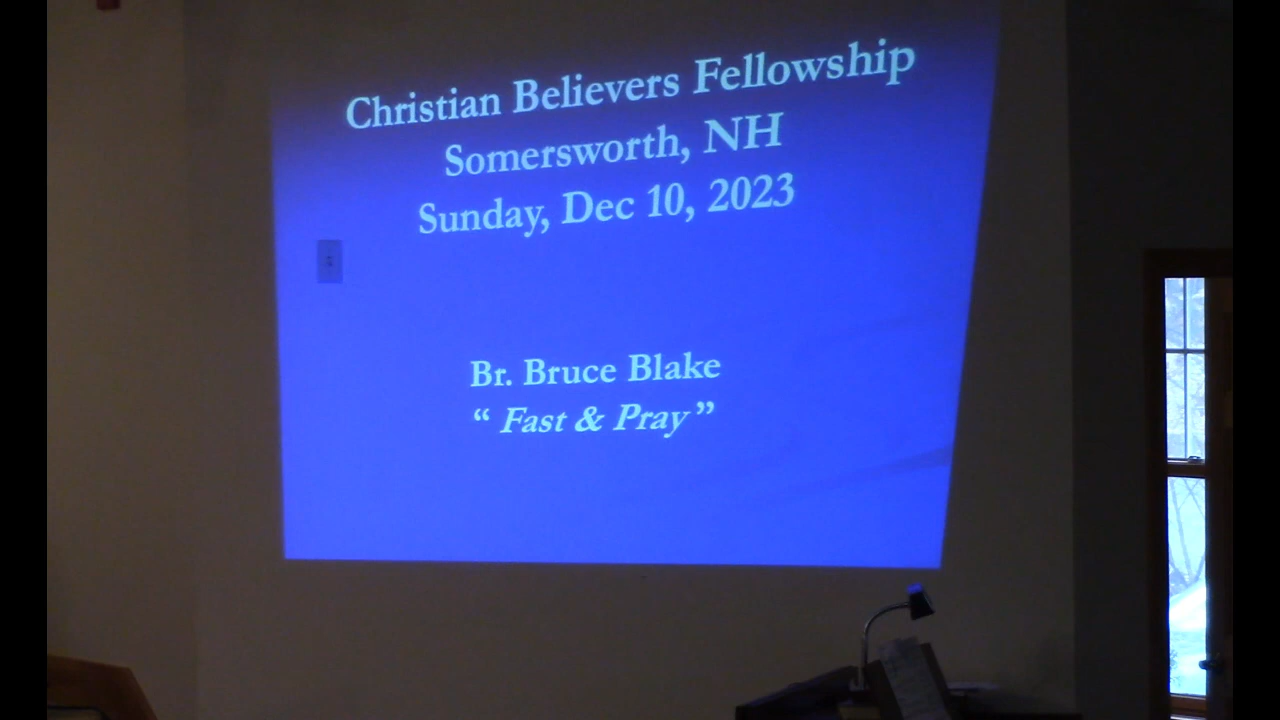 Christian Believers Fellowship
Somersworth, NH
Sunday, Dec 10, 2023
Br. Bruce Blake
“ Fast & Pray ”